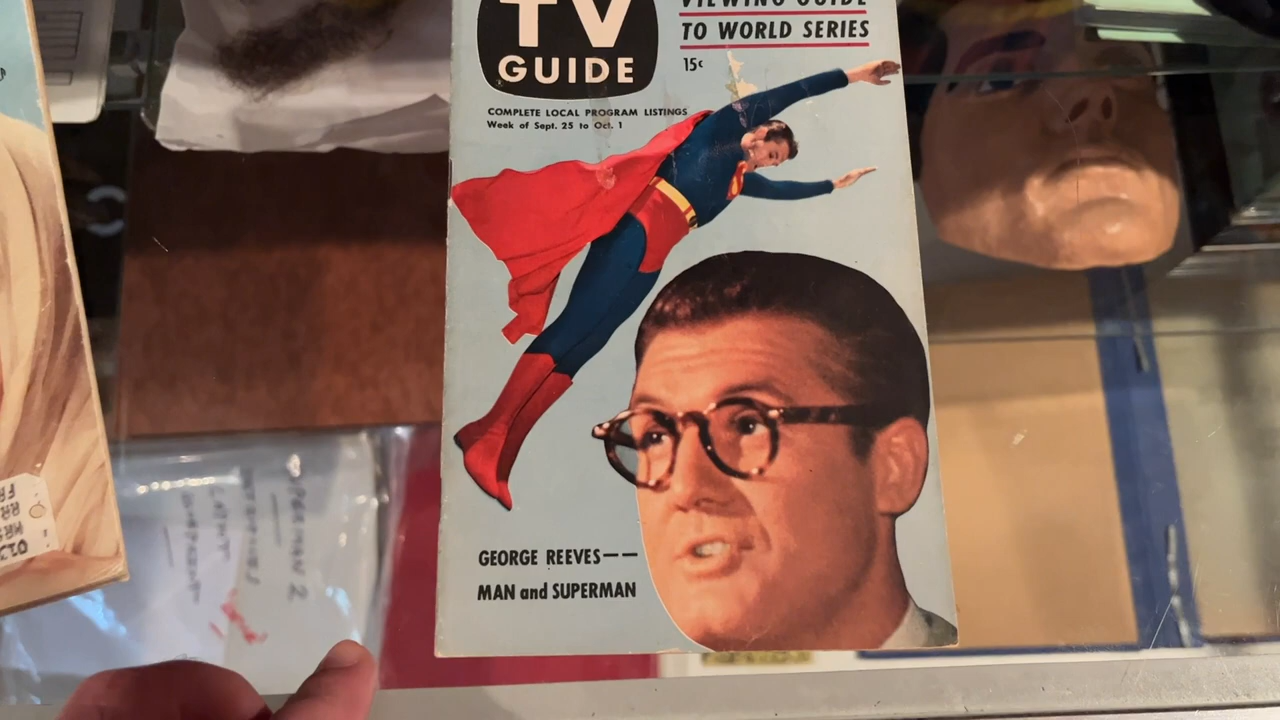 TV
GUIDE
VIEWING GUIDE
TO WORLD SERIES
15¢
COMPLETE LOCAL PROGRAM LISTINGS
Week of Sept. 25 to Oct. 1
GEORGE REEVES——
MAN and SUPERMAN